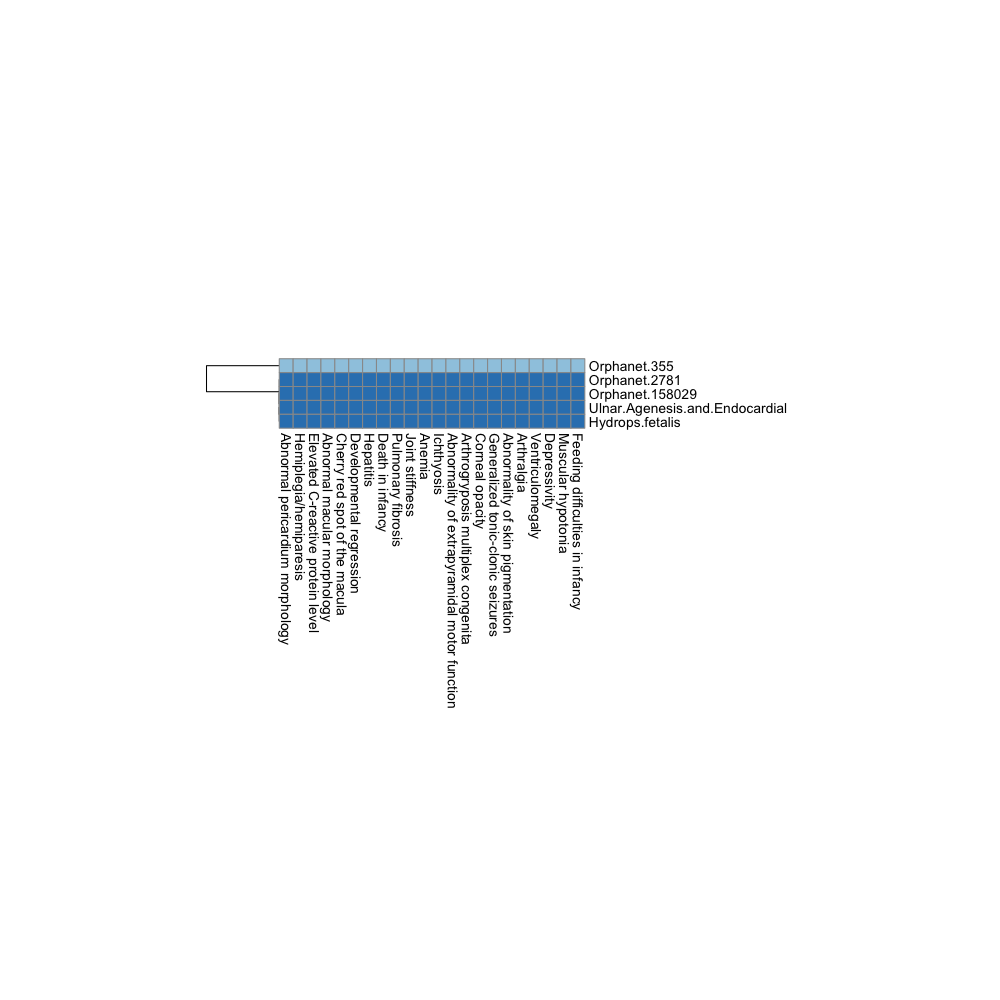 Orphanet.355
Orphanet.2781
Orphanet.158029
Ulnar.Agenesis.and.Endocardial
Hydrops.fetalis
Abnormal pericardium morphology
Hemiplegia/hemiparesis
Elevated C-reactive protein level
Abnormal macular morphology
Cherry red spot of the macula
Developmental regression
Hepatitis
Death in infancy
Pulmonary fibrosis
Joint stiffness
Anemia
Ichthyosis
Abnormality of extrapyramidal motor function
Arthrogryposis multiplex congenita
Corneal opacity
Generalized tonic-clonic seizures
Abnormality of skin pigmentation
Arthralgia
Ventriculomegaly
Depressivity
Muscular hypotonia
Feeding difficulties in infancy